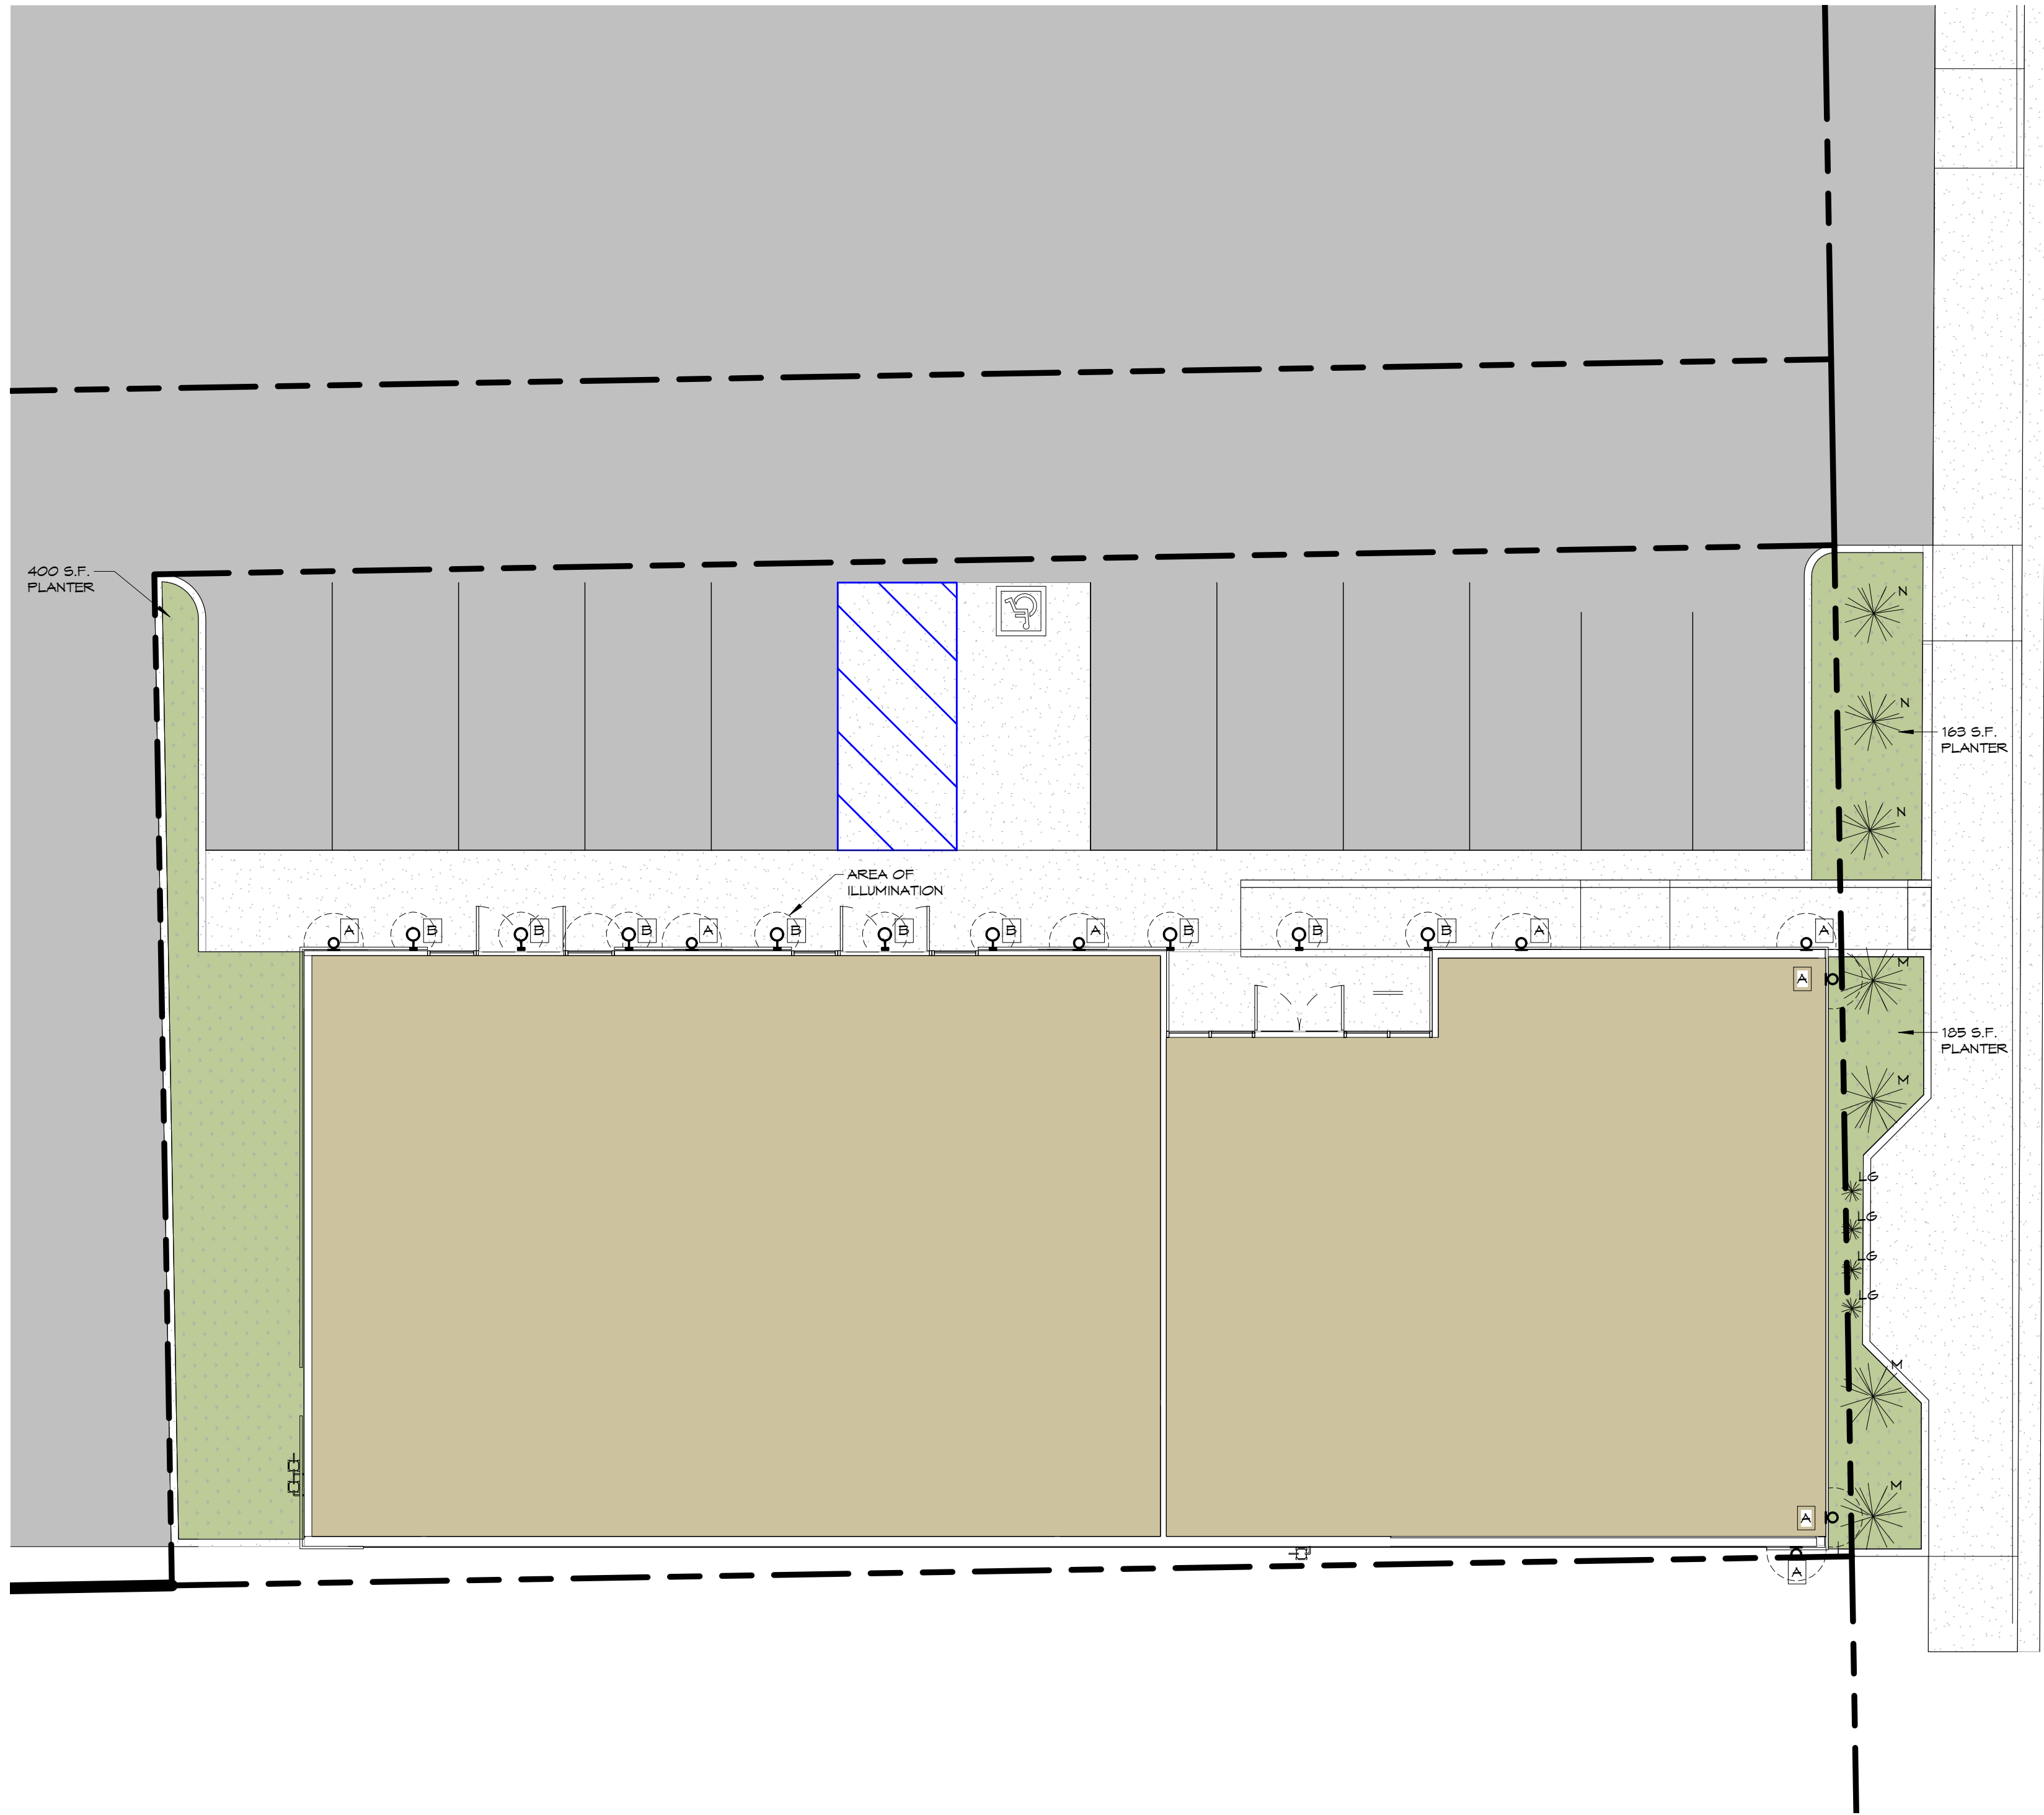 400 S.F.
PLANTER
N
N
163 S.F.
PLANTER
N
AREA OF
ILLUMINATION
A
B
B
B
A
B
B
B
A
B
B
B
A
A
M
A
185 S.F.
PLANTER
M
LG
LG
LG
LG
M
M
A
A